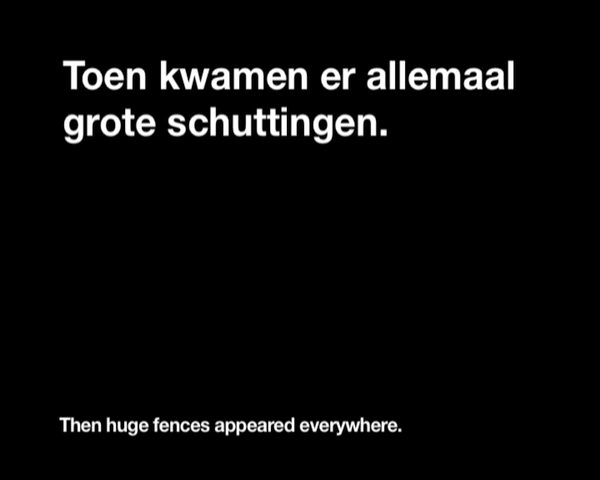 Toen kwamen er allemaal
grote schuttingen.
Then huge fences appeared everywhere.